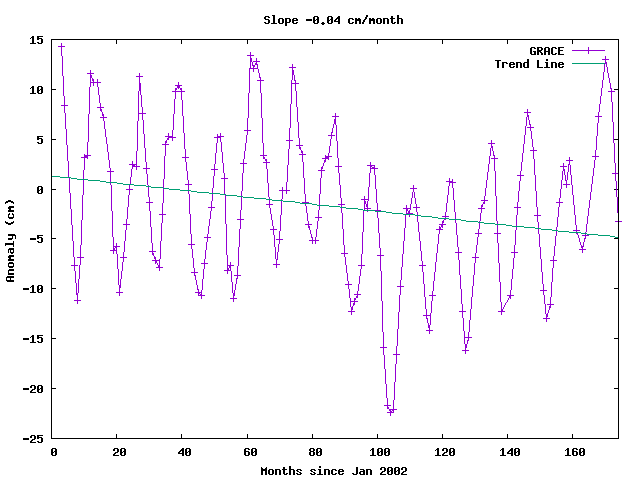 Slope -0.04 cm/month
GRACE
Trend Line
15
10
5
0
-5
-10
-15
-20
-25
Anomaly (cm)
0 20 40 60 80 100 120 140 160
Months since Jan 2002